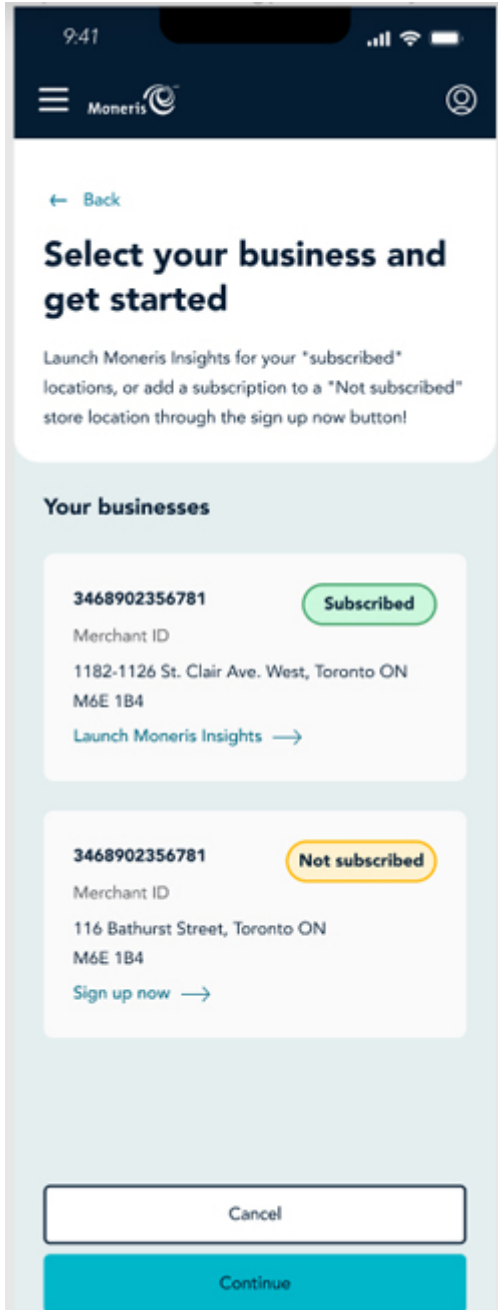 9:41
Moneris
← Back
Select your business and
get started
Launch Moneris Insights for your "subscribed"
locations, or add a subscription to a "Not subscribed"
store location through the sign up now button!
Your businesses
3468902356781
Subscribed
Merchant ID
1182-1126 St. Clair Ave. West, Toronto ON
M6E 1B4
Launch Moneris Insights →
3468902356781
Not subscribed
Merchant ID
116 Bathurst Street, Toronto ON
M6E 1B4
Sign up now →
Cancel
Continue